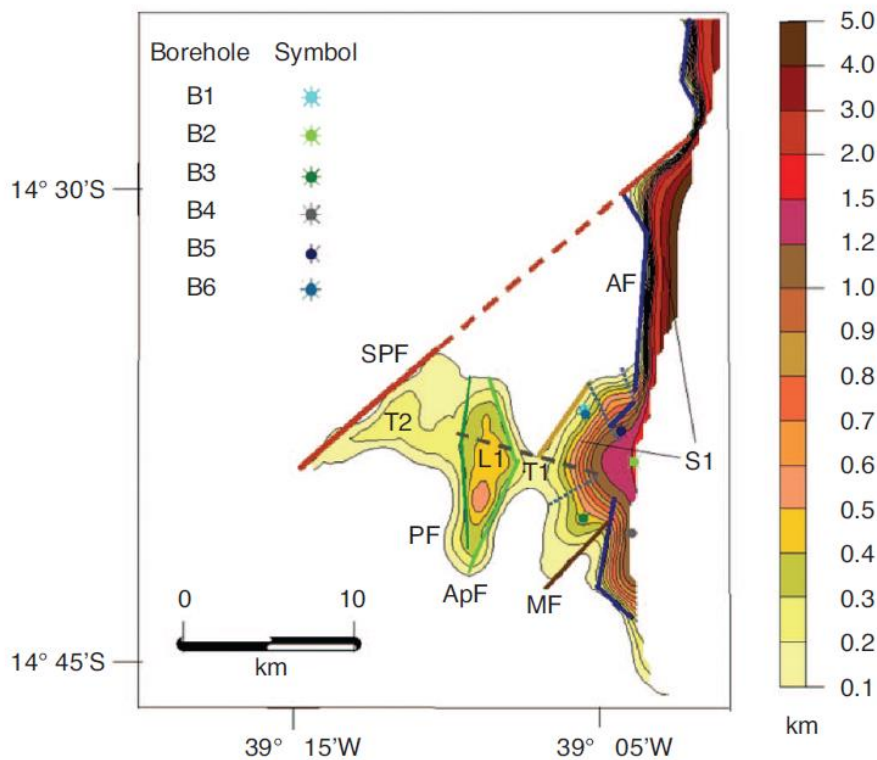 Borehole Symbol
B1
B2
B3
B4
B5
B6
14° 30'S
14° 45'S
39° 15'W
39° 05'W
SPF
T2
L1
T1
PF
ApF
MF
AF
S1
0 10
km
5.0
4.0
3.0
2.0
1.5
1.2
1.0
0.9
0.8
0.7
0.6
0.5
0.4
0.3
0.2
0.1
km